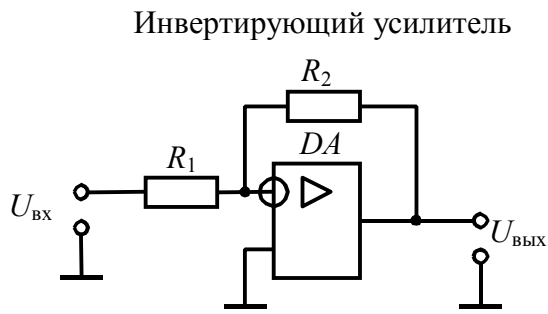 Инвертирующий усилитель
R₂
DA
R₁
Uвх
Uвых